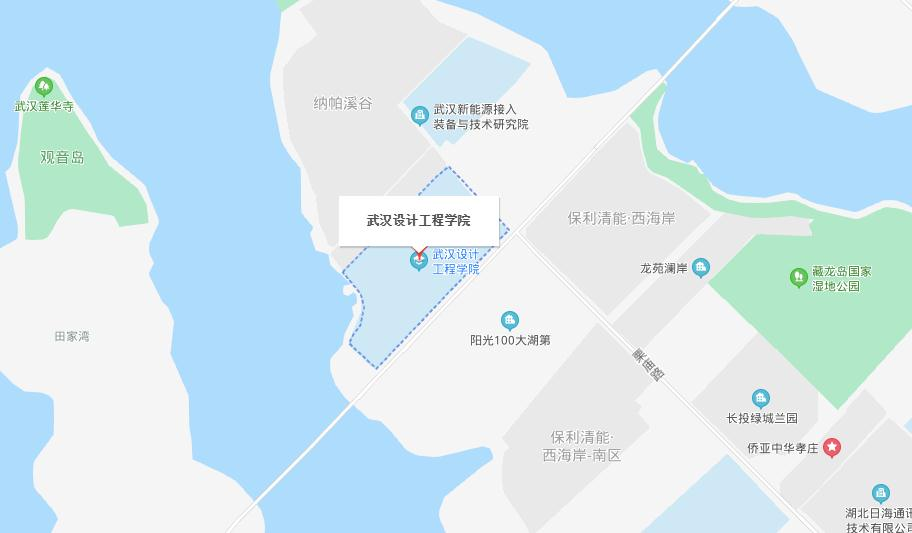 纳帕溪谷
武汉新能源接入
装备与技术研究院
武汉莲华寺
观音岛
武汉设计工程学院
武汉设计
工程学院
保利清能·西海岸
龙苑澜岸
藏龙岛国家
湿地公园
阳光100大湖第
田家湾
栗庙路
长投绿城兰园
保利清能·
西海岸-南区
侨亚中华孝庄
湖北日海通讯
技术有限公司